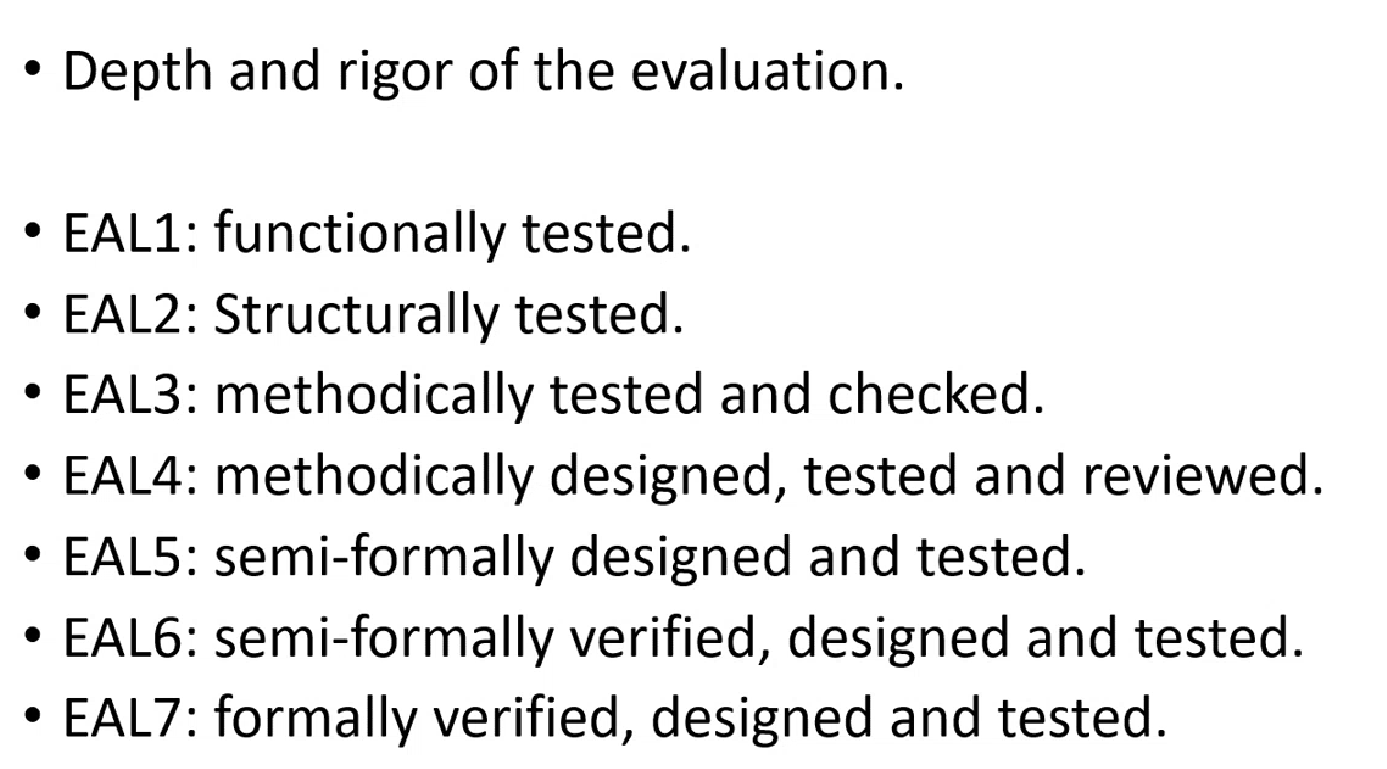 • Depth and rigor of the evaluation.
• EAL1: functionally tested.
• EAL2: Structurally tested.
• EAL3: methodically tested and checked.
• EAL4: methodically designed, tested and reviewed.
• EAL5: semi-formally designed and tested.
• EAL6: semi-formally verified, designed and tested.
• EAL7: formally verified, designed and tested.